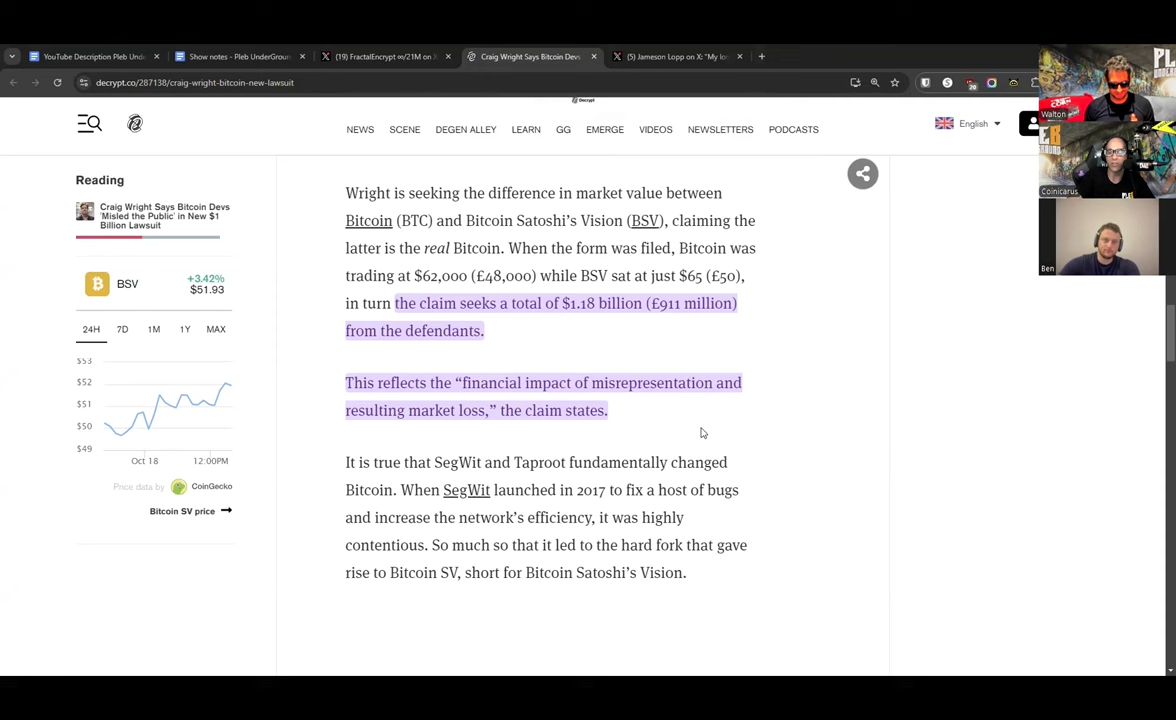 YouTube Description Pleb Und
Show notes - Pleb UnderGroun
(19) FractalEncrypt ∞/21M on X
Craig Wright Says Bitcoin Devs
(5) Jameson Lopp on X: "My lo
decrypt.co/287138/craig-wright-bitcoin-new-lawsuit
20
Decrypt
NEWS SCENE DEGEN ALLEY LEARN GG EMERGE VIDEOS NEWSLETTERS PODCASTS
English
Walton
Coinicarus
Ben
Reading
Craig Wright Says Bitcoin Devs
'Misled the Public' in New $1
Billion Lawsuit
BSV
+3.42%
$51.93
24H 7D 1M 1Y MAX
$53
$52
$51
$50
$49
Oct 18 12:00PM
Price data by CoinGecko
Bitcoin SV price
Wright is seeking the difference in market value between
Bitcoin (BTC) and Bitcoin Satoshi's Vision (BSV), claiming the
latter is the real Bitcoin. When the form was filed, Bitcoin was
trading at $62,000 (£48,000) while BSV sat at just $65 (£50),
in turn the claim seeks a total of $1.18 billion (£911 million)
from the defendants.
This reflects the “financial impact of misrepresentation and
resulting market loss,” the claim states.
It is true that SegWit and Taproot fundamentally changed
Bitcoin. When SegWit launched in 2017 to fix a host of bugs
and increase the network's efficiency, it was highly
contentious. So much so that it led to the hard fork that gave
rise to Bitcoin SV, short for Bitcoin Satoshi's Vision.